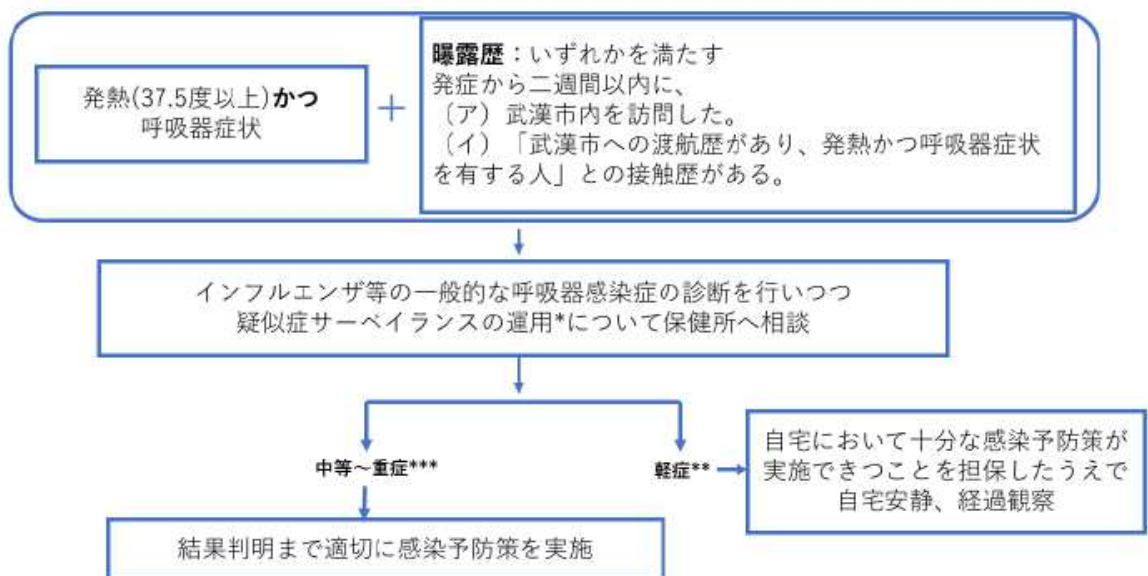 発熱(37.5度以上)かつ
呼吸器症状
+
曝露歴：いずれかを満たす
発症から二週間以内に、
（ア）武漢市内を訪問した。
（イ）「武漢市への渡航歴があり、発熱かつ呼吸器症状
を有する人」との接触歴がある。
インフルエンザ等の一般的な呼吸器感染症の診断を行いつつ
疑似症サーベイランスの運用*について保健所へ相談
中等～重症***
軽症**
自宅において十分な感染予防策が
実施できつことを担保したうえで
自宅安静、経過観察
結果判明まで適切に感染予防策を実施